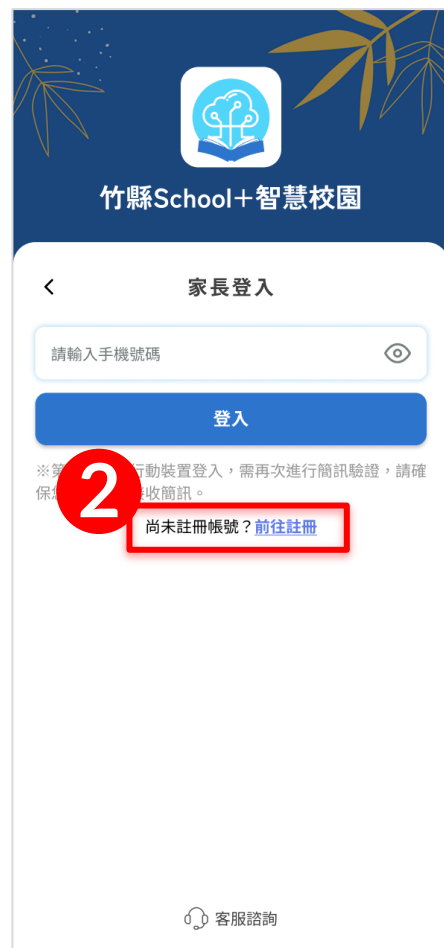 竹縣School+智慧校園
家長登入
請輸入手機號碼
登入
※第 行動裝置登入，需再次進行簡訊驗證，請確
保 收簡訊。
2
尚未註冊帳號？前往註冊
客服諮詢